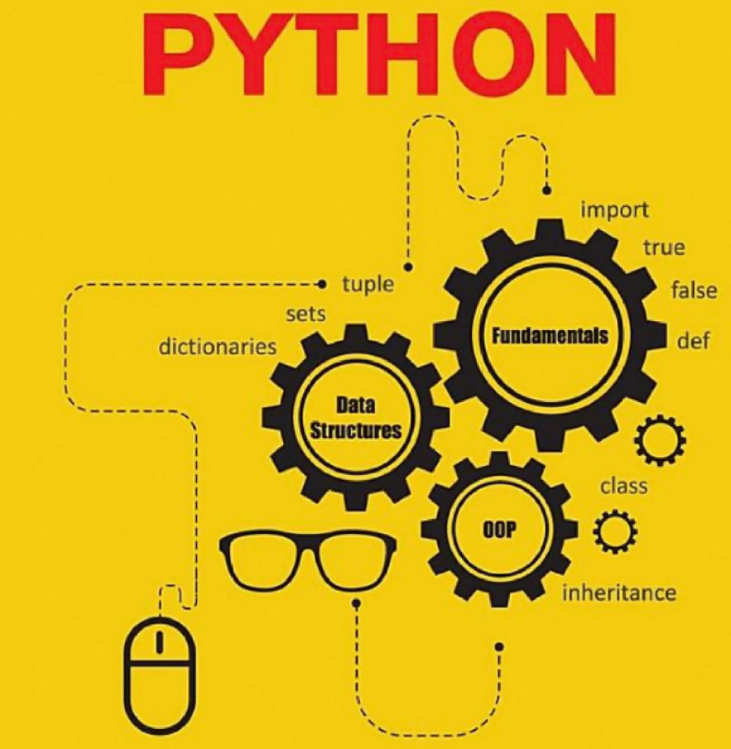 PYTHON
import
true
false
def
Fundamentals
tuple
sets
dictionaries
Data
Structures
class
OOP
inheritance